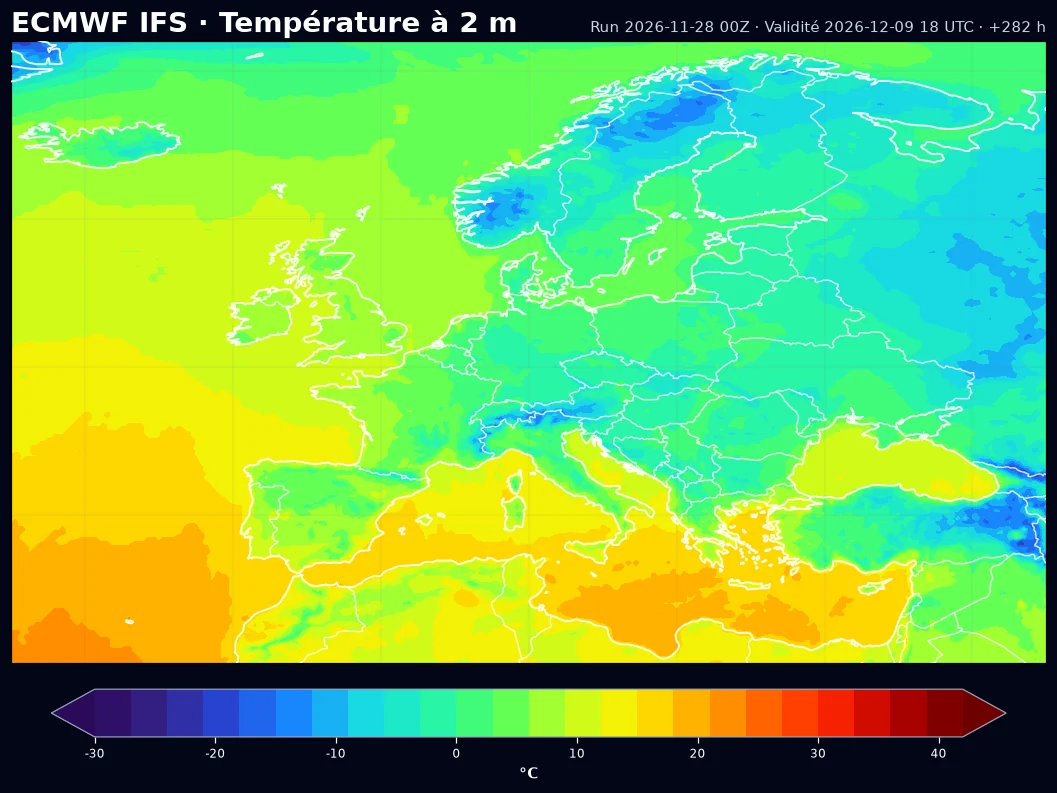 ECMWF IFS · Température à 2 m
Run 2026-11-28 00Z · Validité 2026-12-09 18 UTC · +282 h
-30 -20 -10 0 10 20 30 40
°C